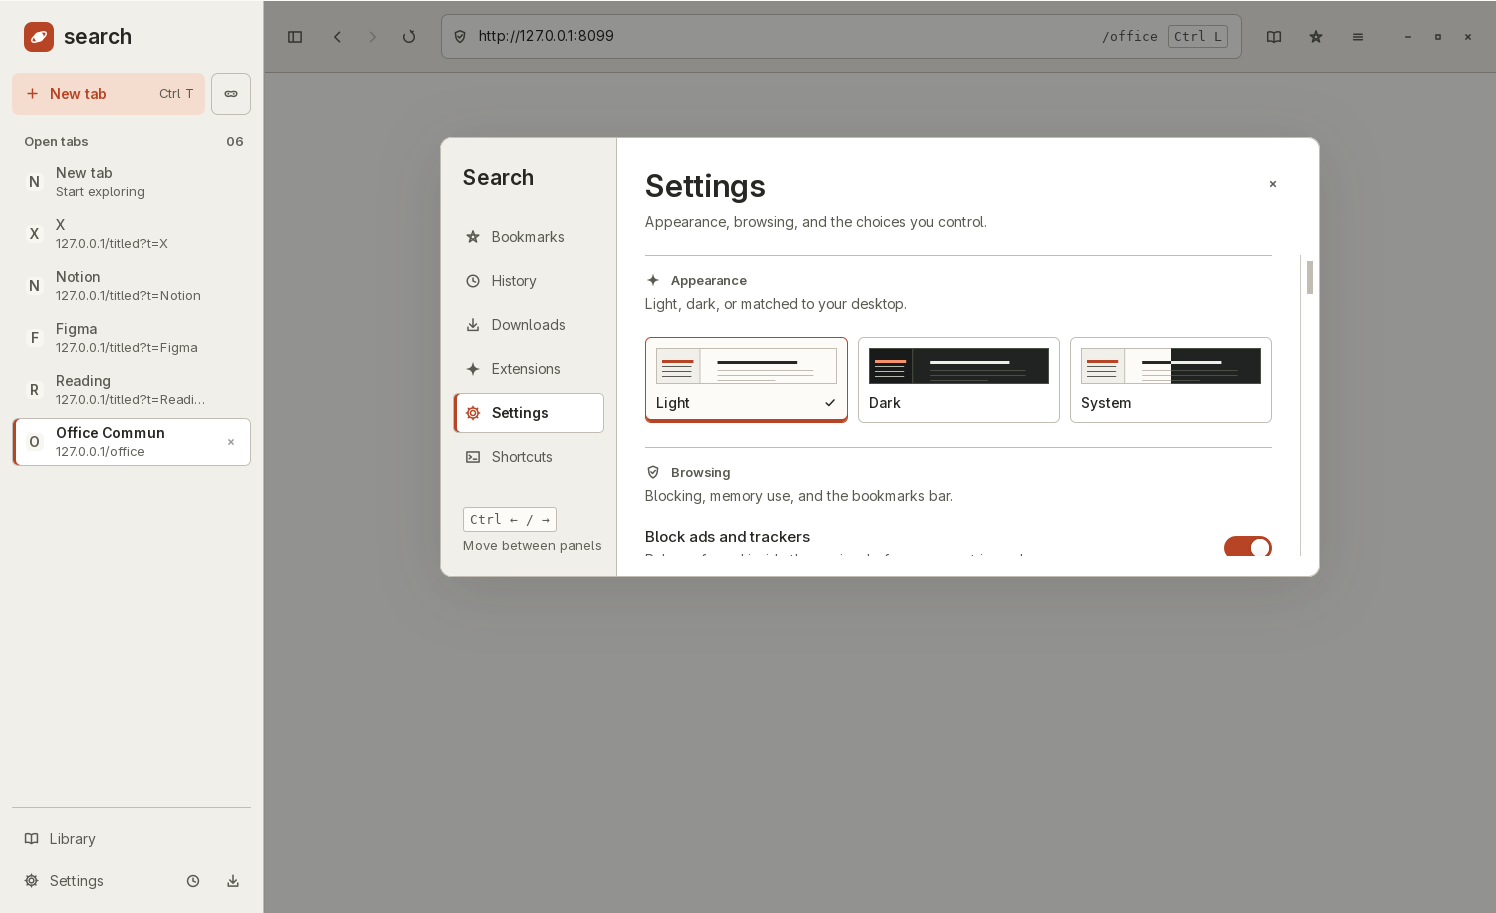 search
New tab
Ctrl T
Open tabs
06
N
New tab
Start exploring
X
X
127.0.0.1/titled?t=X
N
Notion
127.0.0.1/titled?t=Notion
F
Figma
127.0.0.1/titled?t=Figma
R
Reading
127.0.0.1/titled?t=Readi…
O
Office Commun
127.0.0.1/office
Library
Settings
http://127.0.0.1:8099
/office
Ctrl L
Search
Bookmarks
History
Downloads
Extensions
Settings
Shortcuts
Ctrl ← / →
Move between panels
Settings
Appearance, browsing, and the choices you control.
Appearance
Light, dark, or matched to your desktop.
Light
Dark
System
Browsing
Blocking, memory use, and the bookmarks bar.
Block ads and trackers